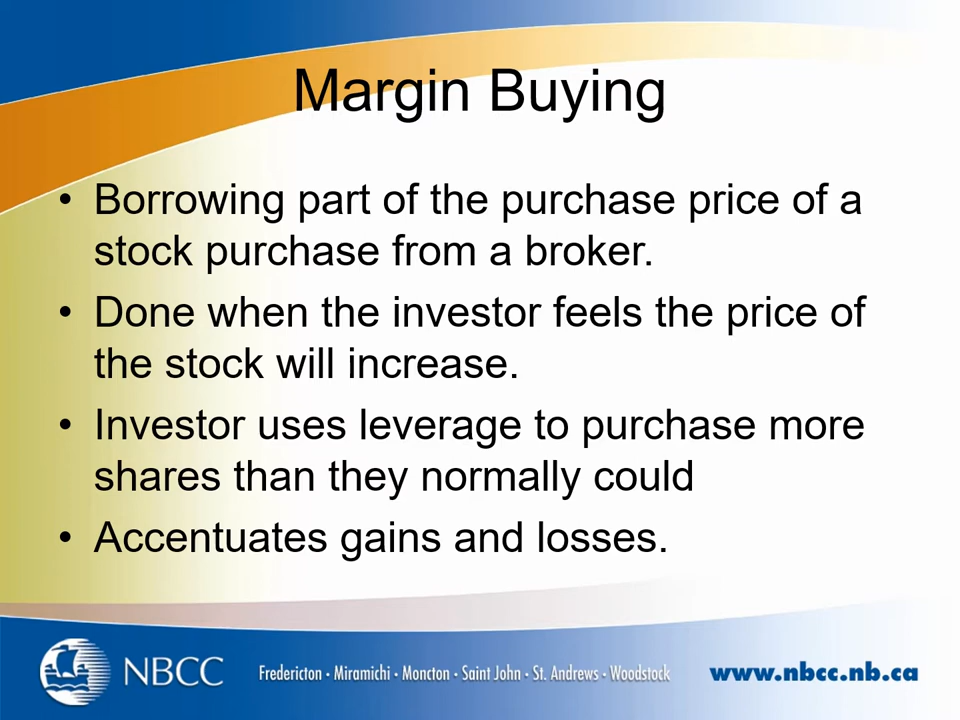 Margin Buying
• Borrowing part of the purchase price of a
stock purchase from a broker.
• Done when the investor feels the price of
the stock will increase.
• Investor uses leverage to purchase more
shares than they normally could
• Accentuates gains and losses.
NBCC Fredericton • Miramichi • Moncton • Saint John • St. Andrews • Woodstock www.nbcc.nb.ca